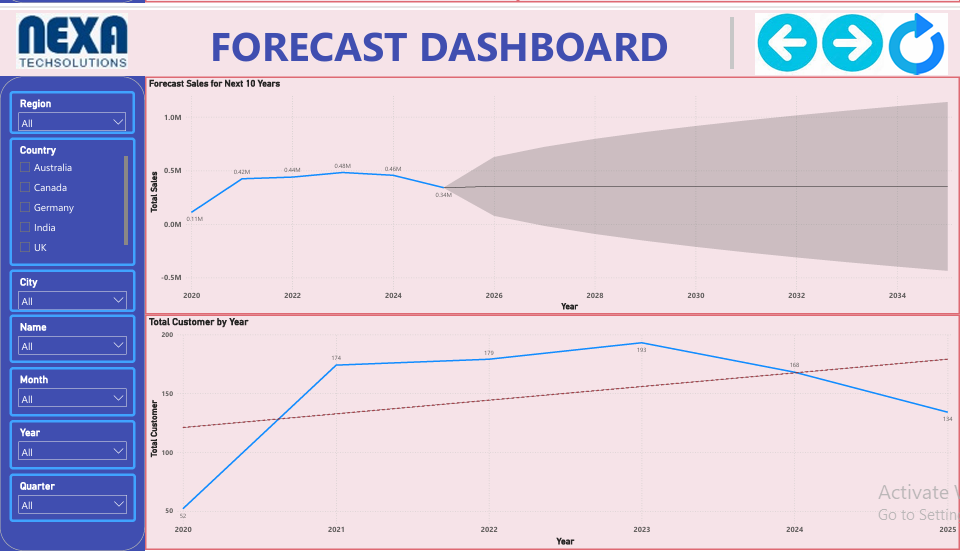 NEXA
TECHSOLUTIONS
FORECAST DASHBOARD
Region
All
Country
Australia
Canada
Germany
India
UK
City
All
Name
All
Month
All
Year
All
Quarter
All
Forecast Sales for Next 10 Years
Total Sales
1.0M
0.5M
0.0M
-0.5M
0.11M
0.42M
0.44M
0.48M
0.46M
0.34M
2020 2022 2024 2026 2028 2030 2032 2034
Year
Total Customer by Year
Total Customer
200
150
100
50
52
174
179
193
168
134
2020 2021 2022 2023 2024 2025
Year
Activate
Go to Settin